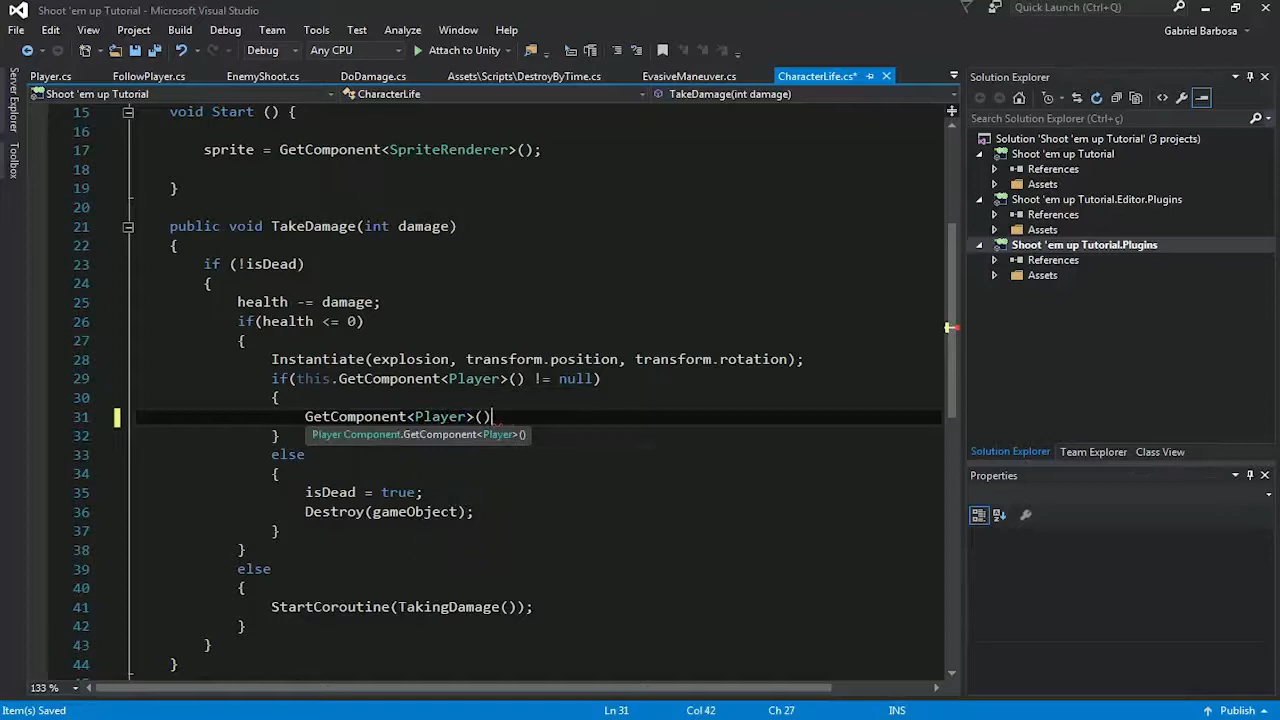 Shoot 'em up Tutorial - Microsoft Visual Studio
Quick Launch (Ctrl+Q)
File Edit View Project Build Debug Team Tools Test Analyze Window Help
Gabriel Barbosa
Debug Any CPU Attach to Unity
Player.cs FollowPlayer.cs EnemyShoot.cs DoDamage.cs Assets\Scripts\DestroyByTime.cs EvasiveManeuver.cs CharacterLife.cs*
Shoot 'em up Tutorial CharacterLife TakeDamage(int damage)
Server Explorer
Toolbox
15 void Start () {
16
17 sprite = GetComponent<SpriteRenderer>();
18
19 }
20
21 public void TakeDamage(int damage)
22 {
23 if (!isDead)
24 {
25 health -= damage;
26 if(health <= 0)
27 {
28 Instantiate(explosion, transform.position, transform.rotation);
29 if(this.GetComponent<Player>() != null)
30 {
31 GetComponent<Player>()
Player Component.GetComponent<Player>()
32 }
33 else
34 {
35 isDead = true;
36 Destroy(gameObject);
37 }
38 }
39 else
40 {
41 StartCoroutine(TakingDamage());
42 }
43 }
44 }
133 %
Solution Explorer
Search Solution Explorer (Ctrl+ç)
Solution 'Shoot 'em up Tutorial' (3 projects)
Shoot 'em up Tutorial
References
Assets
Shoot 'em up Tutorial.Editor.Plugins
References
Assets
Shoot 'em up Tutorial.Plugins
References
Assets
Solution Explorer Team Explorer Class View
Properties
Item(s) Saved Ln 31 Col 42 Ch 27 INS Publish